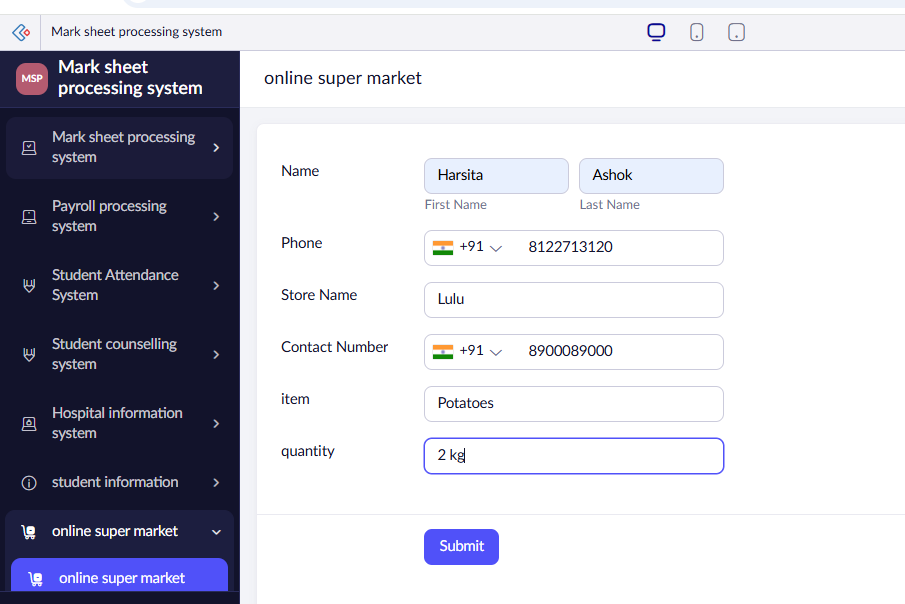 Mark sheet processing system
MSP
Mark sheet
processing system
Mark sheet processing
system
Payroll processing
system
Student Attendance
System
Student counselling
system
Hospital information
system
student information
online super market
online super market
online super market
Name
Harsita
Ashok
First Name
Last Name
Phone
+91
8122713120
Store Name
Lulu
Contact Number
+91
8900089000
item
Potatoes
quantity
2 kg
Submit